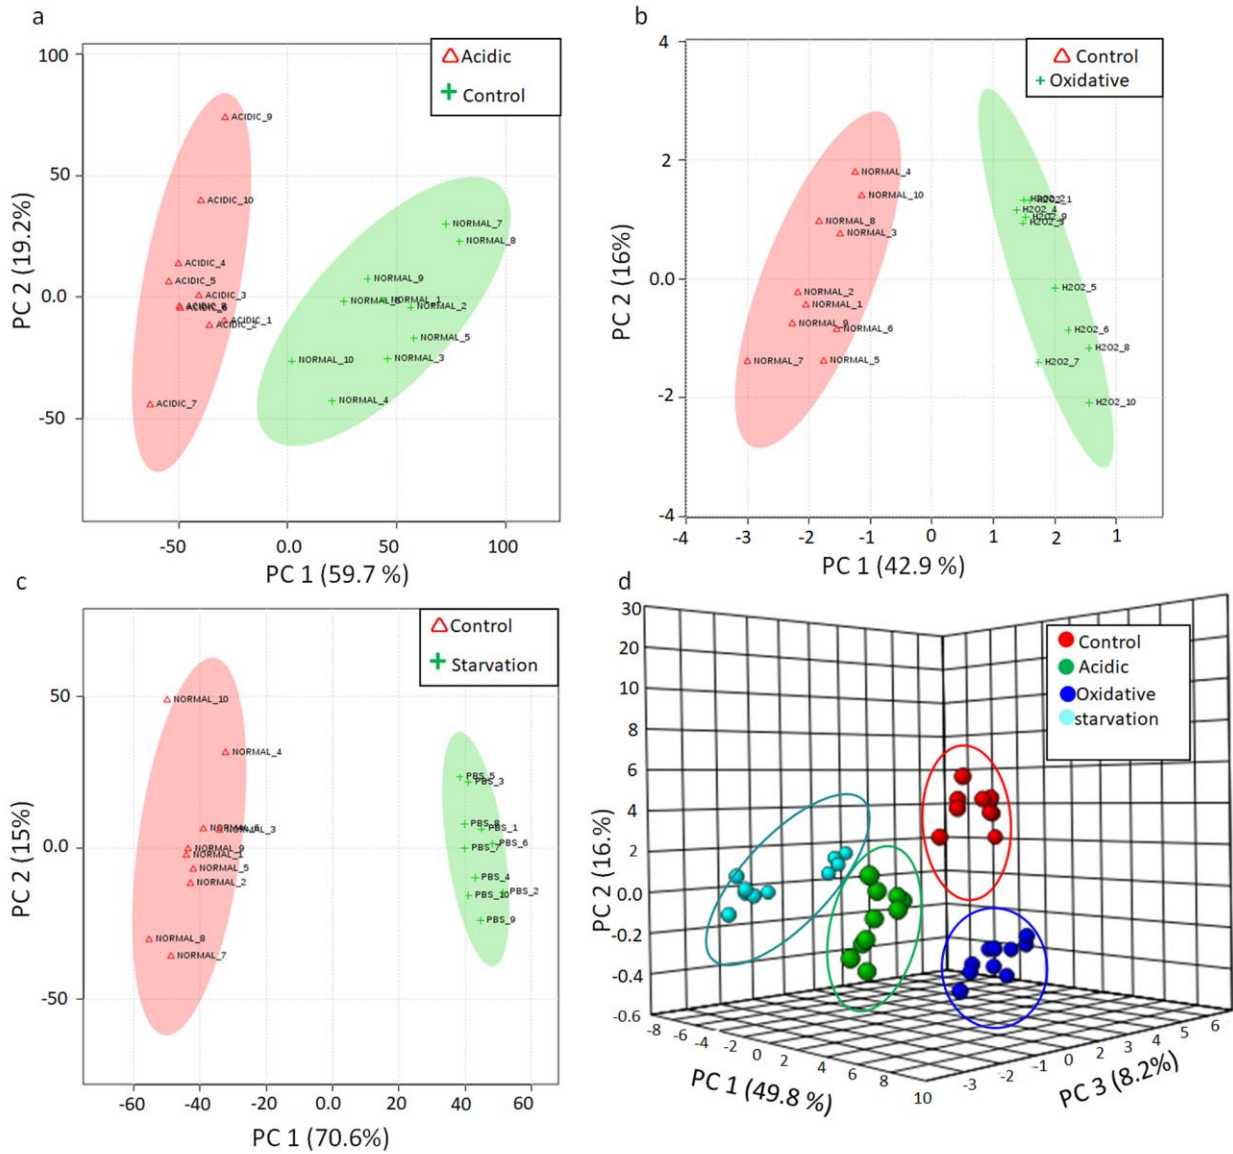 a
100
50
0.0
-50
PC 2 (19.2%)
Acidic
Control
ACIDIC_9
ACIDIC_10
ACIDIC_4
ACIDIC_5
ACIDIC_3
ACIDIC_6
ACIDIC_1
ACIDIC_2
ACIDIC_7
NORMAL_7
NORMAL_8
NORMAL_9
NORMAL_1
NORMAL_2
NORMAL_5
NORMAL_10
NORMAL_3
NORMAL_4
-50
0.0
50
100
PC 1 (59.7 %)
b
4
2
0.0
-2
-4
PC 2 (16%)
Control
Oxidative
NORMAL_4
NORMAL_10
NORMAL_8
NORMAL_3
NORMAL_2
NORMAL_1
NORMAL_9
NORMAL_6
NORMAL_7
NORMAL_5
H2O2_1
H2O2_4
H2O2_9
H2O2_5
H2O2_6
H2O2_8
H2O2_7
H2O2_10
-4
-3
-2
-1
0
1
2
1
PC 1 (42.9 %)
c
50
0.0
-50
PC 2 (15%)
Control
Starvation
NORMAL_10
NORMAL_4
NORMAL_3
NORMAL_9
NORMAL_1
NORMAL_5
NORMAL_2
NORMAL_8
NORMAL_7
PBS_5
PBS_3
PBS_8
PBS_1
PBS_6
PBS_7
PBS_4
PBS_2
PBS_10
PBS_9
-60
-40
-20
0.0
20
40
60
PC 1 (70.6%)
d
30
20
10
8
6
4
2
0.0
-0.2
-0.4
-0.6
PC 2 (16.%)
Control
Acidic
Oxidative
starvation
-8
-6
-4
-2
0
2
4
6
8
10
PC 1 (49.8 %)
-3
-2
-1
0
2
3
4
5
6
PC 3 (8.2%)